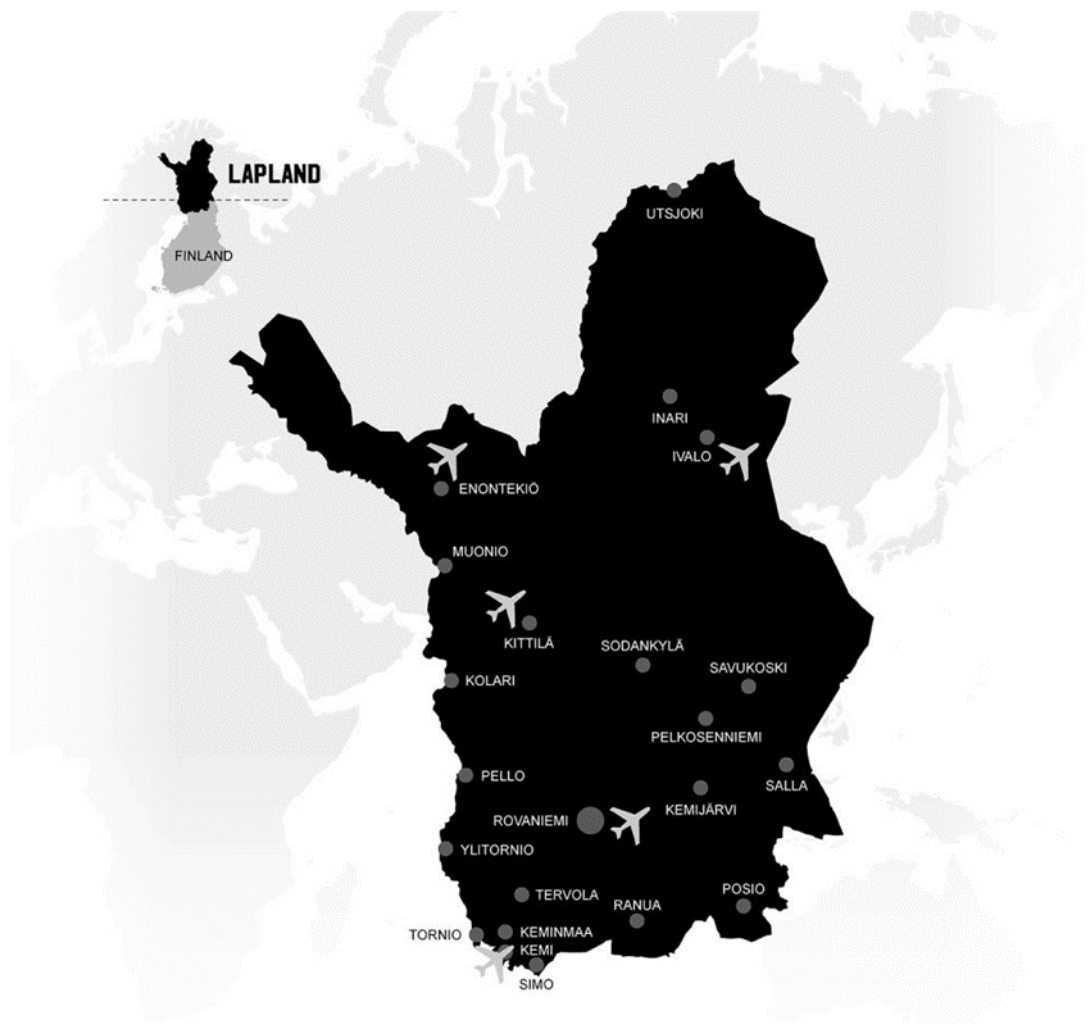 LAPLAND
FINLAND
UTSJOKI
INARI
IVALO
ENONTEKIÖ
MUONIO
KITTILÄ
SODANKYLÄ
SAVUKOSKI
KOLARI
PELKOSENNIEMI
PELLO
SALLA
KEMIJÄRVI
ROVANIEMI
YLITORNIO
POSIO
TERVOLA
RANUA
TORNIO
KEMINMAA
KEMI
SIMO